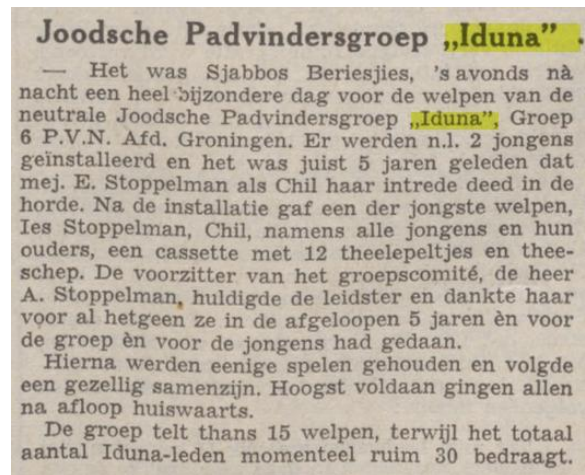 Joodsche Padvindersgroep „Iduna” -
— Het was Sjabbos Beriesjies, 's avonds nà
nacht een heel bijzondere dag voor de welpen van de
neutrale Joodsche Padvindersgroep „Iduna”, Groep
6 P.V.N. Afd. Groningen. Er werden n.l. 2 jongens
geïnstalleerd en het was juist 5 jaren geleden dat
mej. E. Stoppelman als Chil haar intrede deed in de
horde. Na de installatie gaf een der jongste welpen,
Ies Stoppelman, Chil, namens alle jongens en hun
ouders, een cassette met 12 theelepeltjes en thee-
schep. De voorzitter van het groepscomité, de heer
A. Stoppelman, huldigde de leidster en dankte haar
voor al hetgeen ze in de afgeloopen 5 jaren èn voor
de groep èn voor de jongens had gedaan.
Hierna werden eenige spelen gehouden en volgde
een gezellig samenzijn. Hoogst voldaan gingen allen
na afloop huiswaarts.
De groep telt thans 15 welpen, terwijl het totaal
aantal Iduna-leden momenteel ruim 30 bedraagt.